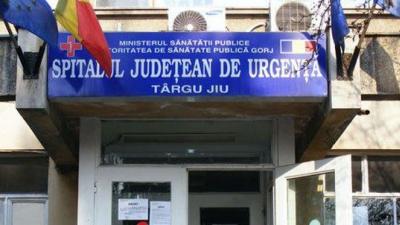 MINISTERUL SĂNĂTĂȚII PUBLICE
AUTORITATEA DE SĂNĂTATE PUBLICĂ GORJ
SPITALUL JUDEȚEAN DE URGENȚĂ
TÂRGU JIU